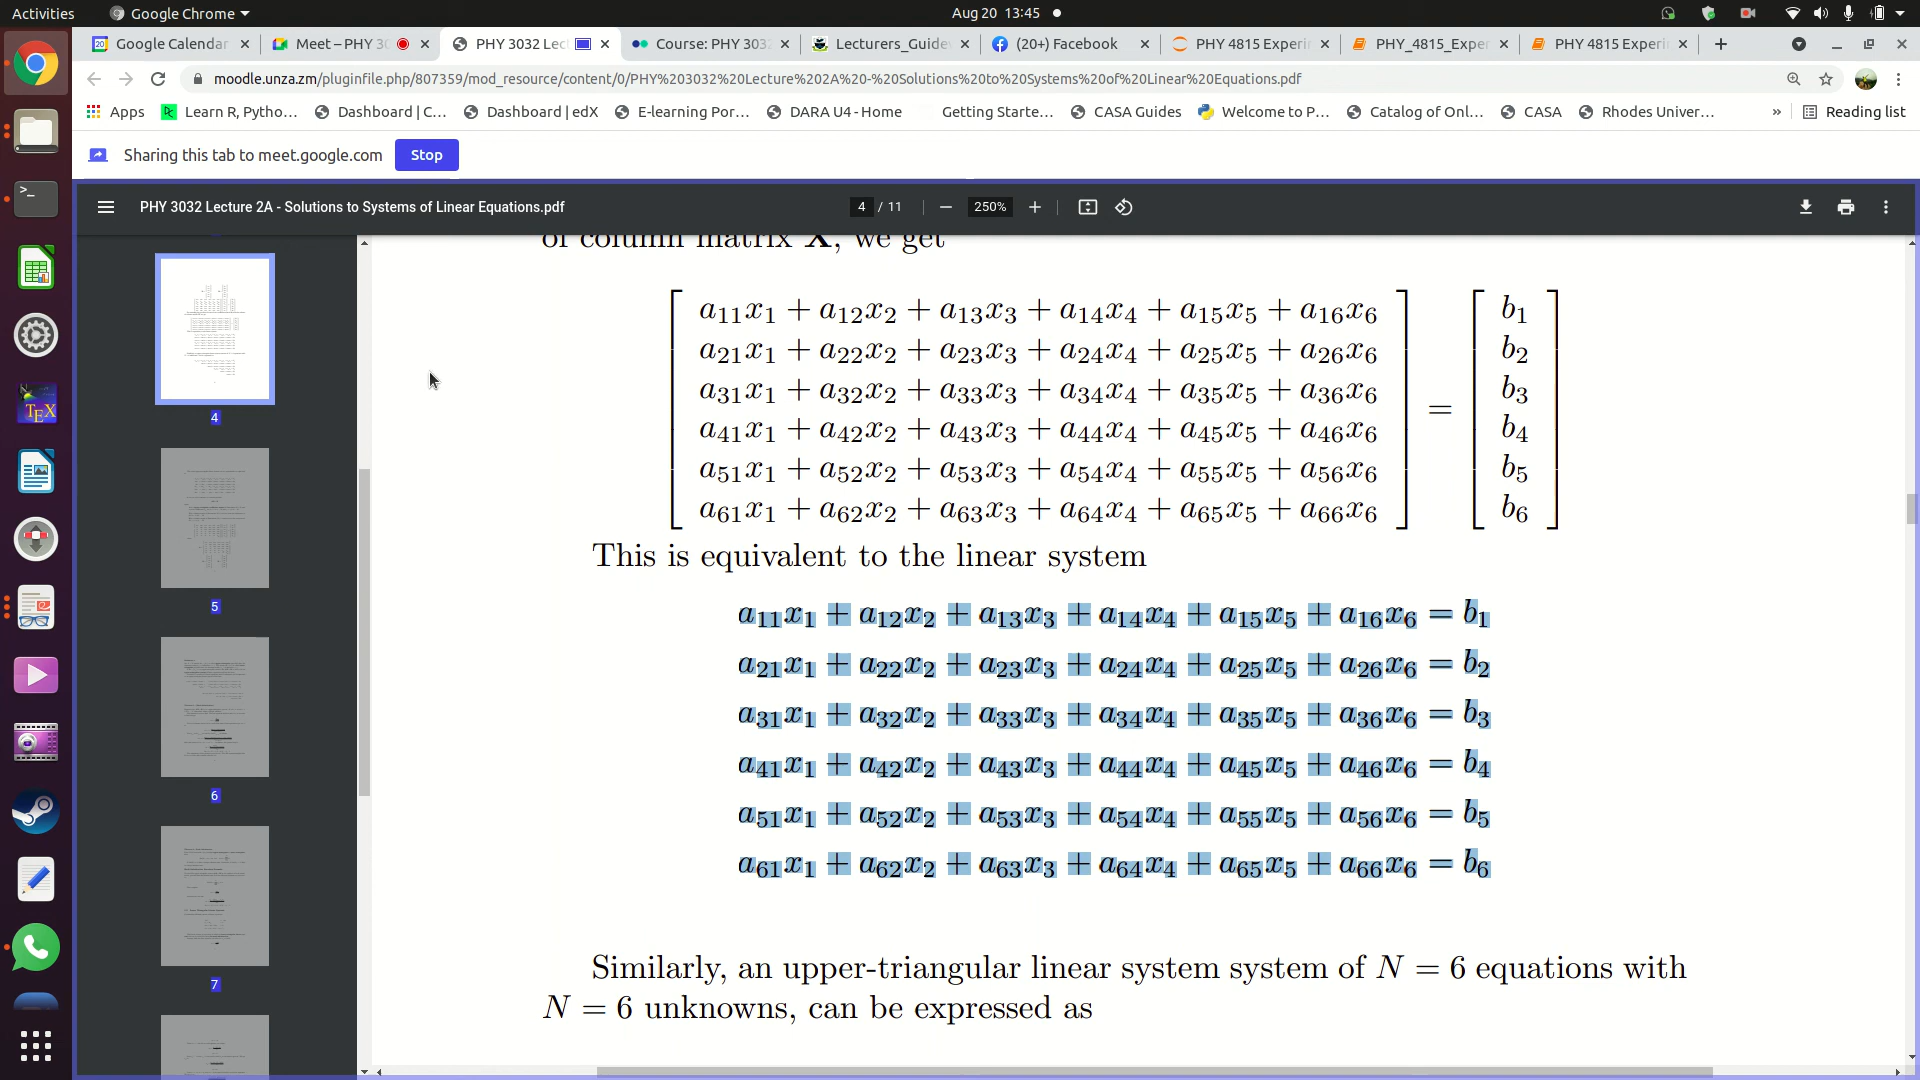 Activities Google Chrome Aug 20 13:45
Google Calendar Meet – PHY 30 PHY 3032 Lec Course: PHY 303 Lecturers_Guide (20+) Facebook PHY 4815 Experi PHY_4815_Expe PHY 4815 Experi
moodle.unza.zm/pluginfile.php/807359/mod_resource/content/0/PHY%203032%20Lecture%202A%20-%20Solutions%20to%20Systems%20of%20Linear%20Equations.pdf
Apps Learn R, Pytho... Dashboard | C... Dashboard | edX E-learning Por... DARA U4 - Home Getting Starte... CASA Guides Welcome to P... Catalog of Onl... CASA Rhodes Univer... » Reading list
Sharing this tab to meet.google.com Stop
PHY 3032 Lecture 2A - Solutions to Systems of Linear Equations.pdf 4 / 11 250%
of column matrix X, we get
a11x1 + a12x2 + a13x3 + a14x4 + a15x5 + a16x6 b1
a21x1 + a22x2 + a23x3 + a24x4 + a25x5 + a26x6 b2
a31x1 + a32x2 + a33x3 + a34x4 + a35x5 + a36x6 = b3
a41x1 + a42x2 + a43x3 + a44x4 + a45x5 + a46x6 b4
a51x1 + a52x2 + a53x3 + a54x4 + a55x5 + a56x6 b5
a61x1 + a62x2 + a63x3 + a64x4 + a65x5 + a66x6 b6
This is equivalent to the linear system
a11x1 + a12x2 + a13x3 + a14x4 + a15x5 + a16x6 = b1
a21x1 + a22x2 + a23x3 + a24x4 + a25x5 + a26x6 = b2
a31x1 + a32x2 + a33x3 + a34x4 + a35x5 + a36x6 = b3
a41x1 + a42x2 + a43x3 + a44x4 + a45x5 + a46x6 = b4
a51x1 + a52x2 + a53x3 + a54x4 + a55x5 + a56x6 = b5
a61x1 + a62x2 + a63x3 + a64x4 + a65x5 + a66x6 = b6
Similarly, an upper-triangular linear system system of N = 6 equations with
N = 6 unknowns, can be expressed as
4
5
6
7